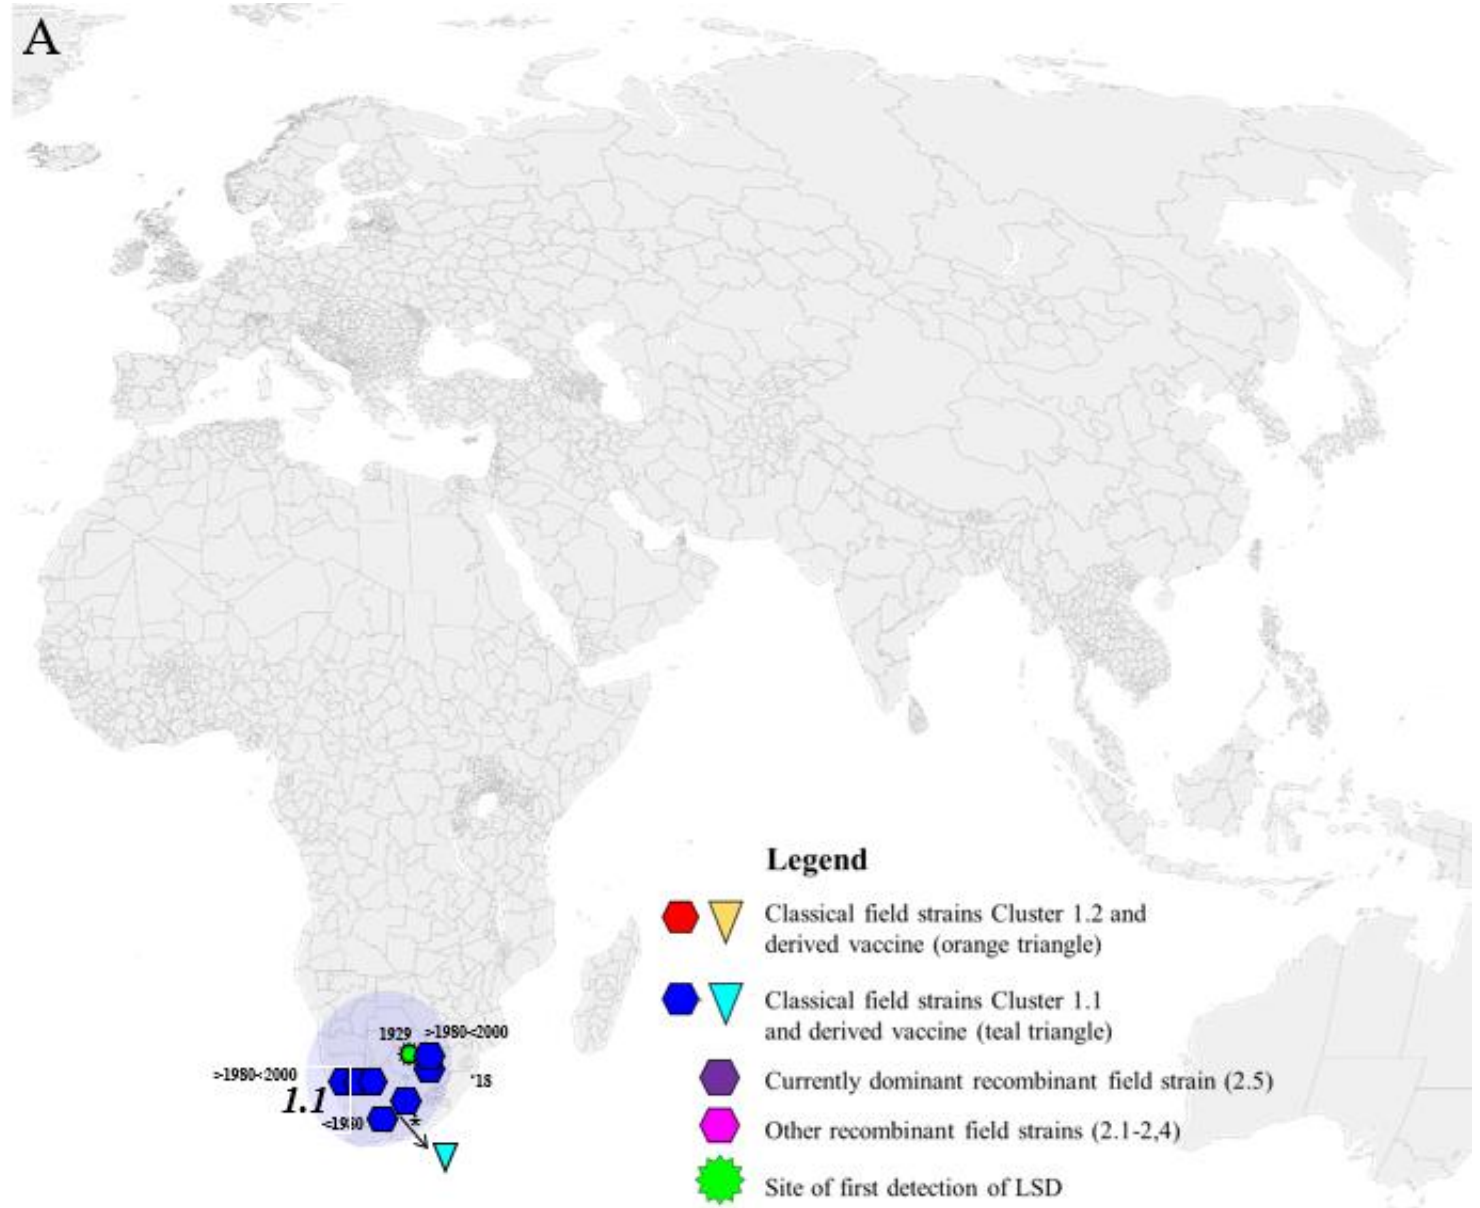 A
1929 >1980<2000
>1980<2000
'18
1.1
<1950
*
Legend
Classical field strains Cluster 1.2 and
derived vaccine (orange triangle)
Classical field strains Cluster 1.1
and derived vaccine (teal triangle)
Currently dominant recombinant field strain (2.5)
Other recombinant field strains (2.1-2,4)
Site of first detection of LSD